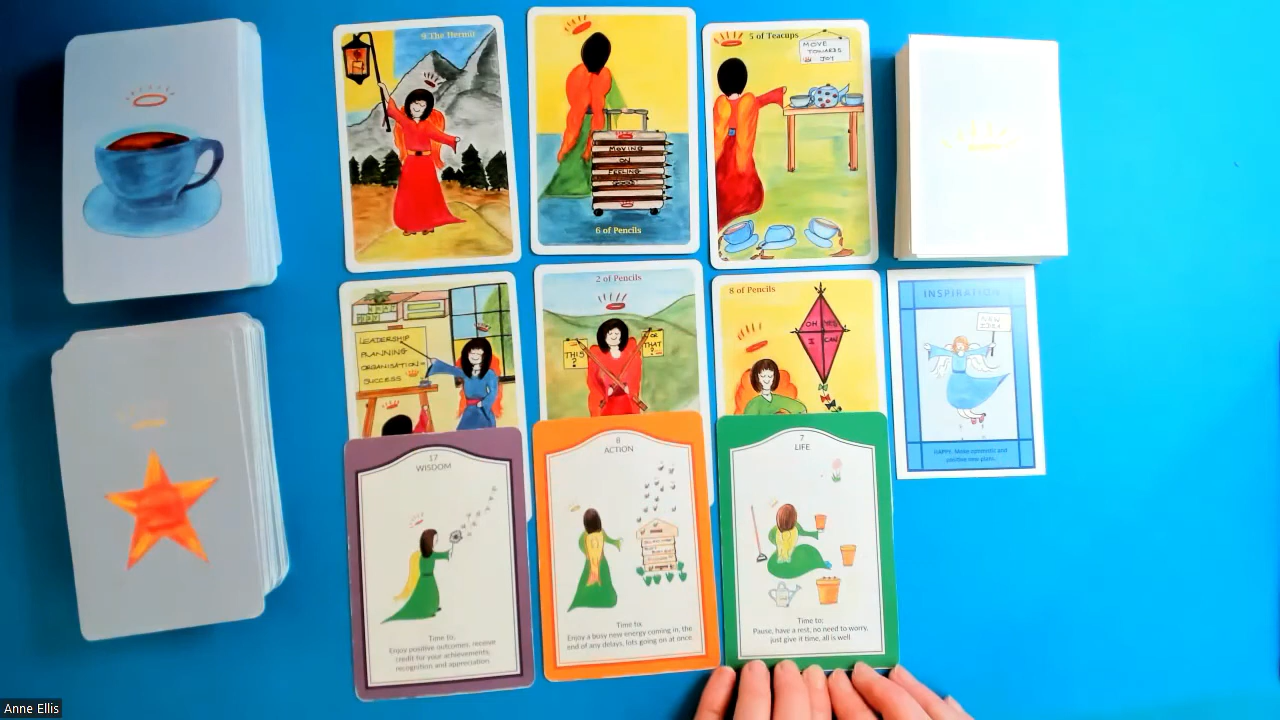 9 The Hermit
MOVING
ON
FEELING
GOOD
6 of Pencils
5 of Teacups
MOVE
TOWARDS
JOY
LEADERSHIP
PLANNING
ORGANISATION =
SUCCESS
2 of Pencils
THIS
?
OR
THAT
?
8 of Pencils
OH YES
I CAN
INSPIRATION
NEW
IDEA
HAPPY, More optimistic and
positive new plans.
17
WISDOM
Time to:
Enjoy positive outcomes, receive
credit for your achievements,
recognition and appreciation.
8
ACTION
Time to:
Enjoy a busy new energy coming in, the
end of any delays, lots going on at once
7
LIFE
Time to:
Pause, have a rest, no need to worry,
just give it time, all is well
Anne Ellis